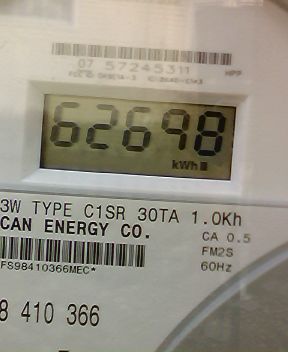 07 57245311 HPP
62698
kWh
3W TYPE C1SR 30TA 1.0Kh
CAN ENERGY CO.
CA 0.5
FM2S
FS98410366MEC*
60Hz
8 410 366